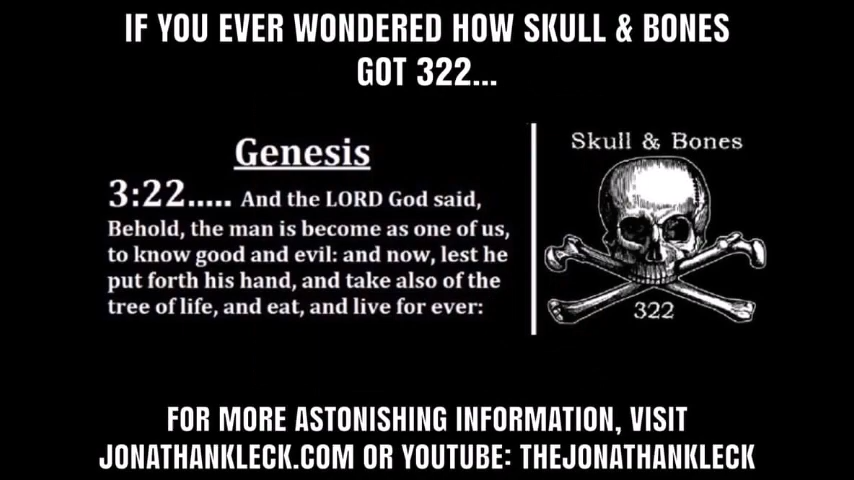 IF YOU EVER WONDERED HOW SKULL & BONES
GOT 322...
Genesis
3:22..... And the LORD God said,
Behold, the man is become as one of us,
to know good and evil: and now, lest he
put forth his hand, and take also of the
tree of life, and eat, and live for ever:
Skull & Bones
322
FOR MORE ASTONISHING INFORMATION, VISIT
JONATHANKLECK.COM OR YOUTUBE: THEJONATHANKLECK